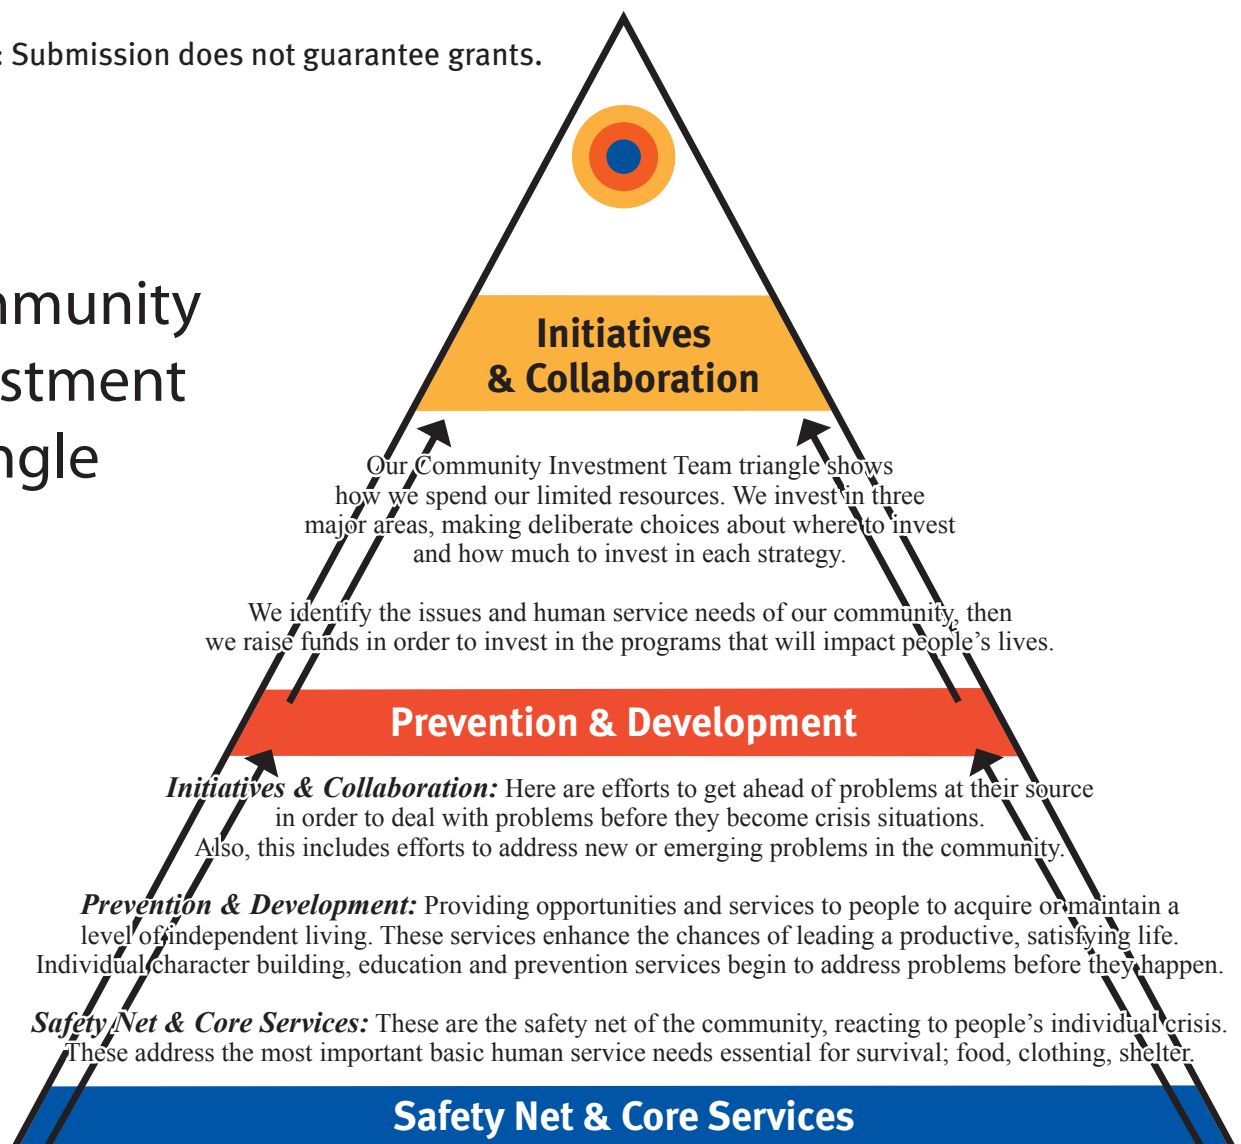 : Submission does not guarantee grants.
mmunity
estment
ngle
Initiatives
& Collaboration
Our Community Investment Team triangle shows
how we spend our limited resources. We invest in three
major areas, making deliberate choices about where to invest
and how much to invest in each strategy.
We identify the issues and human service needs of our community, then
we raise funds in order to invest in the programs that will impact people’s lives.
Prevention & Development
Initiatives & Collaboration: Here are efforts to get ahead of problems at their source
in order to deal with problems before they become crisis situations.
Also, this includes efforts to address new or emerging problems in the community.
Prevention & Development: Providing opportunities and services to people to acquire or maintain a
level of independent living. These services enhance the chances of leading a productive, satisfying life.
Individual character building, education and prevention services begin to address problems before they happen.
Safety Net & Core Services: These are the safety net of the community, reacting to people’s individual crisis.
These address the most important basic human service needs essential for survival; food, clothing, shelter.
Safety Net & Core Services